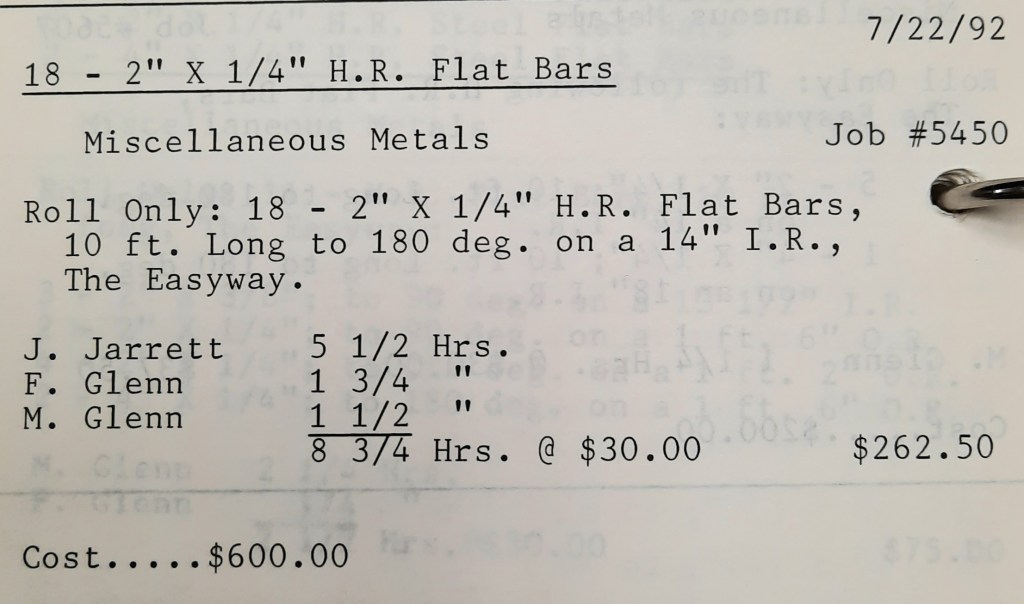 7/22/92
18 - 2" X 1/4" H.R. Flat Bars
Miscellaneous Metals Job #5450
Roll Only: 18 - 2" X 1/4" H.R. Flat Bars,
10 ft. Long to 180 deg. on a 14" I.R.,
The Easyway.
J. Jarrett 5 1/2 Hrs.
F. Glenn 1 3/4 "
M. Glenn 1 1/2 "
8 3/4 Hrs. @ $30.00 $262.50
Cost.....$600.00